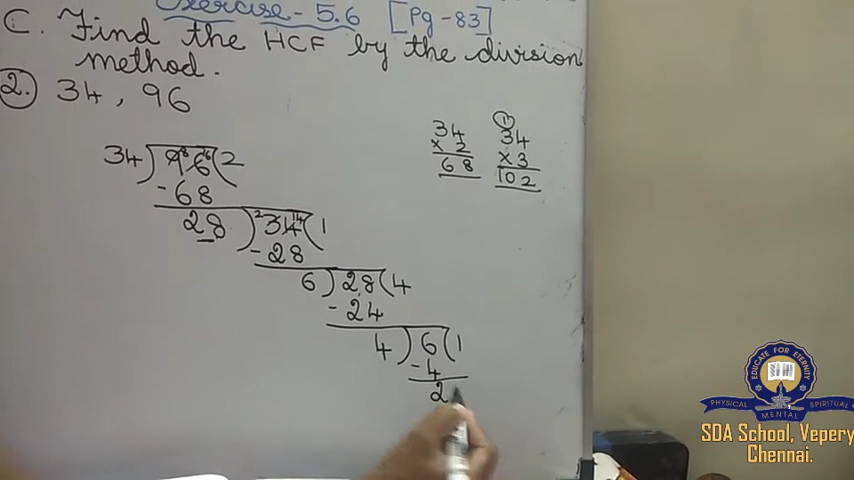 Exercise - 5.6 [Pg - 83]
C. Find the HCF by the division
method.
2. 34, 96
34 ) 96 ( 2
- 68
28 ) 34 ( 1
- 28
6 ) 28 ( 4
- 24
4 ) 6 ( 1
- 4
2
34
x 2
68
1
34
x 3
102
EDUCATE FOR ETERNITY
PHYSICAL MENTAL SPIRITUAL
SDA School, Vepery
Chennai.